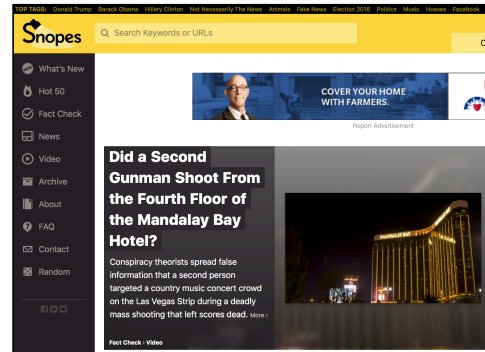 TOP TAGS: Donald Trump Barack Obama Hillary Clinton Not Necessarily The News Animals Fake News Election 2016 Politics Music Hoaxes Facebook
Snopes
Search Keywords or URLs
What's New
Hot 50
Fact Check
News
Video
Archive
About
FAQ
Contact
Random
COVER YOUR HOME
WITH FARMERS.
Report Advertisement
Did a Second
Gunman Shoot From
the Fourth Floor of
the Mandalay Bay
Hotel?
Conspiracy theorists spread false
information that a second person
targeted a country music concert crowd
on the Las Vegas Strip during a deadly
mass shooting that left scores dead. More ›
Fact Check › Video
MANDALAY BAY